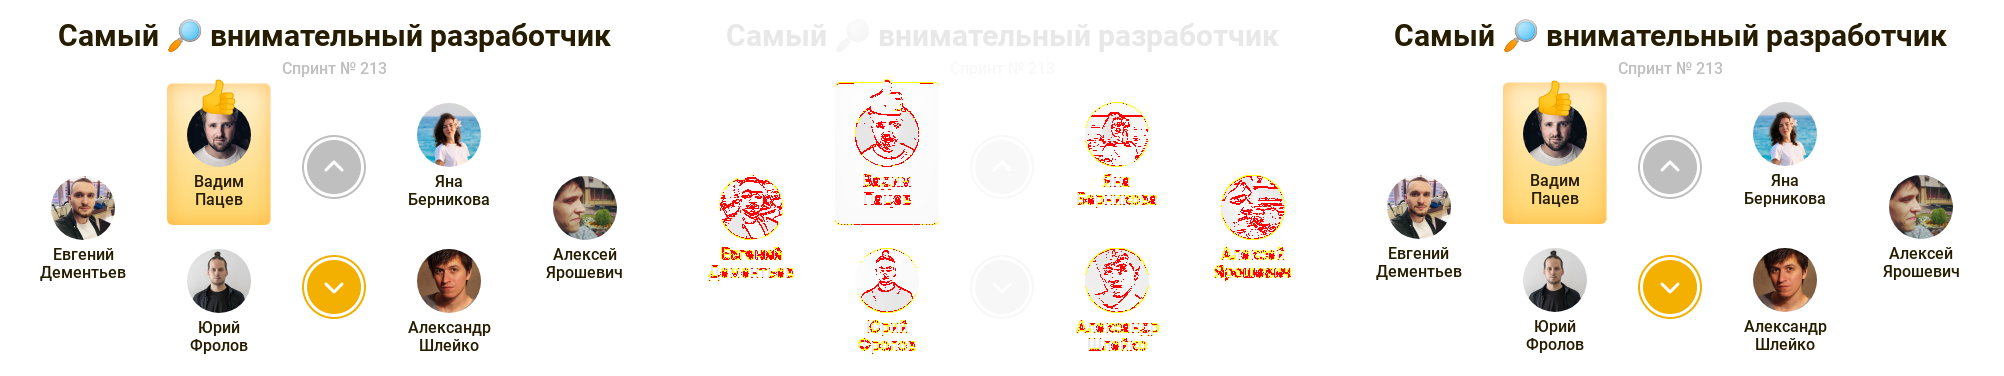 Самый 🔎 внимательный разработчик
Спринт № 213
Вадим
Пацев
Яна
Берникова
Евгений
Дементьев
Алексей
Ярошевич
Юрий
Фролов
Александр
Шлейко
Самый 🔎 внимательный разработчик
Спринт № 213
Вадим
Пацев
Яна
Берникова
Евгений
Дементьев
Алексей
Ярошевич
Юрий
Фролов
Александр
Шлейко
Самый 🔎 внимательный разработчик
Спринт № 213
Вадим
Пацев
Яна
Берникова
Евгений
Дементьев
Алексей
Ярошевич
Юрий
Фролов
Александр
Шлейко